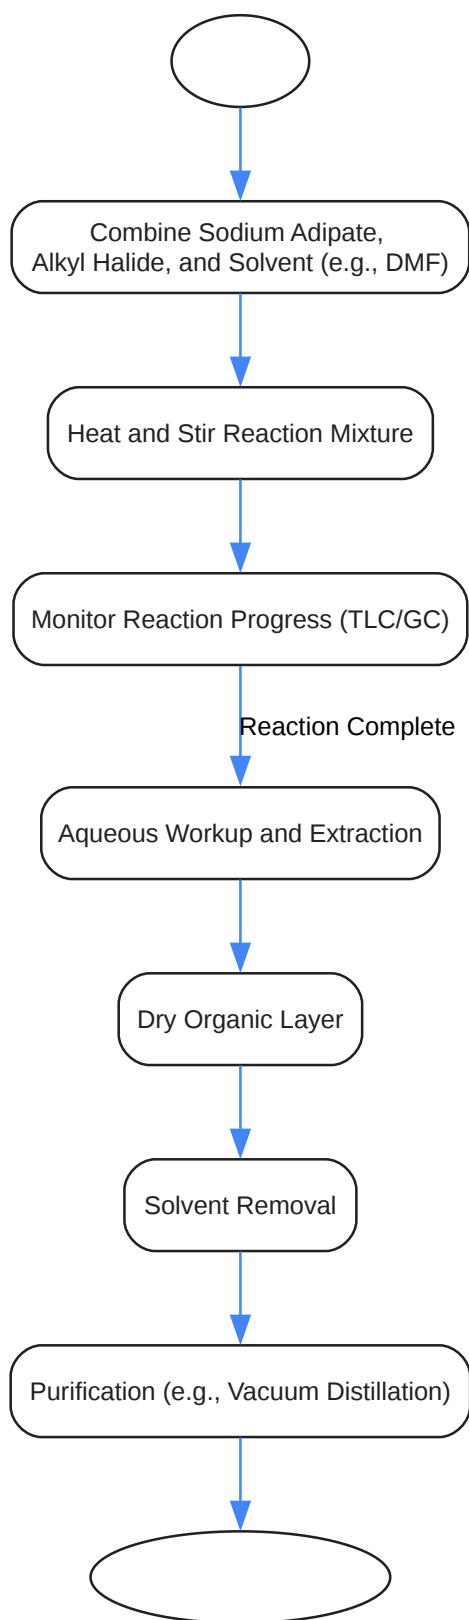 Combine Sodium Adipate,
Alkyl Halide, and Solvent (e.g., DMF)
Heat and Stir Reaction Mixture
Monitor Reaction Progress (TLC/GC)
Reaction Complete
Aqueous Workup and Extraction
Dry Organic Layer
Solvent Removal
Purification (e.g., Vacuum Distillation)